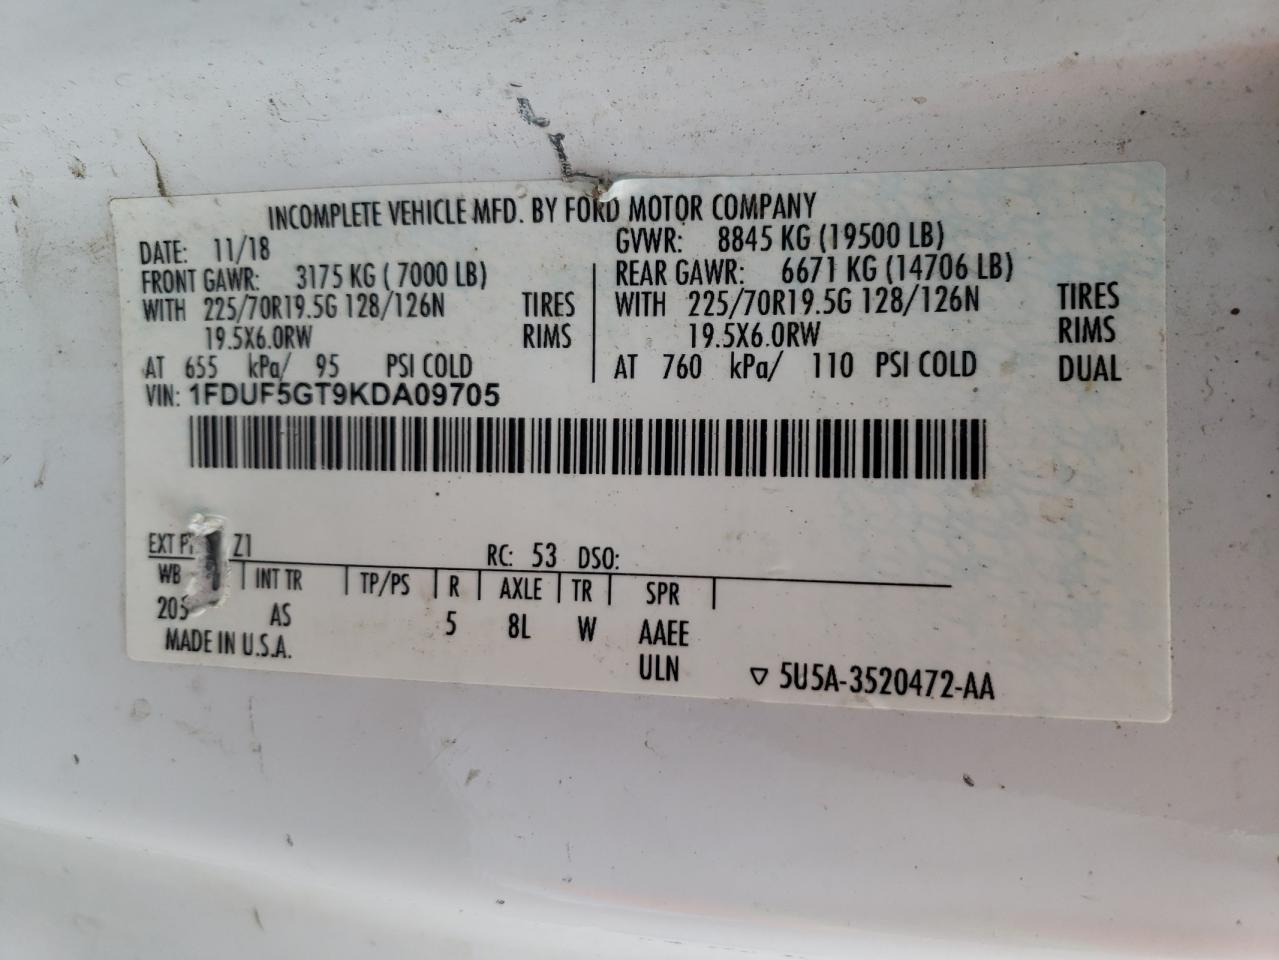 INCOMPLETE VEHICLE MFD. BY FORD MOTOR COMPANY
DATE: 11/18 GVWR: 8845 KG (19500 LB)
FRONT GAWR: 3175 KG ( 7000 LB) REAR GAWR: 6671 KG (14706 LB)
WITH 225/70R19.5G 128/126N TIRES WITH 225/70R19.5G 128/126N TIRES
19.5X6.0RW RIMS 19.5X6.0RW RIMS
AT 655 kPa/ 95 PSI COLD AT 760 kPa/ 110 PSI COLD DUAL
VIN: 1FDUF5GT9KDA09705
EXT Z1 RC: 53 DSO:
WB INT TR TP/PS R AXLE TR SPR
205 AS 5 8L W AAEE
MADE IN U.S.A. ULN ▽ 5U5A-3520472-AA